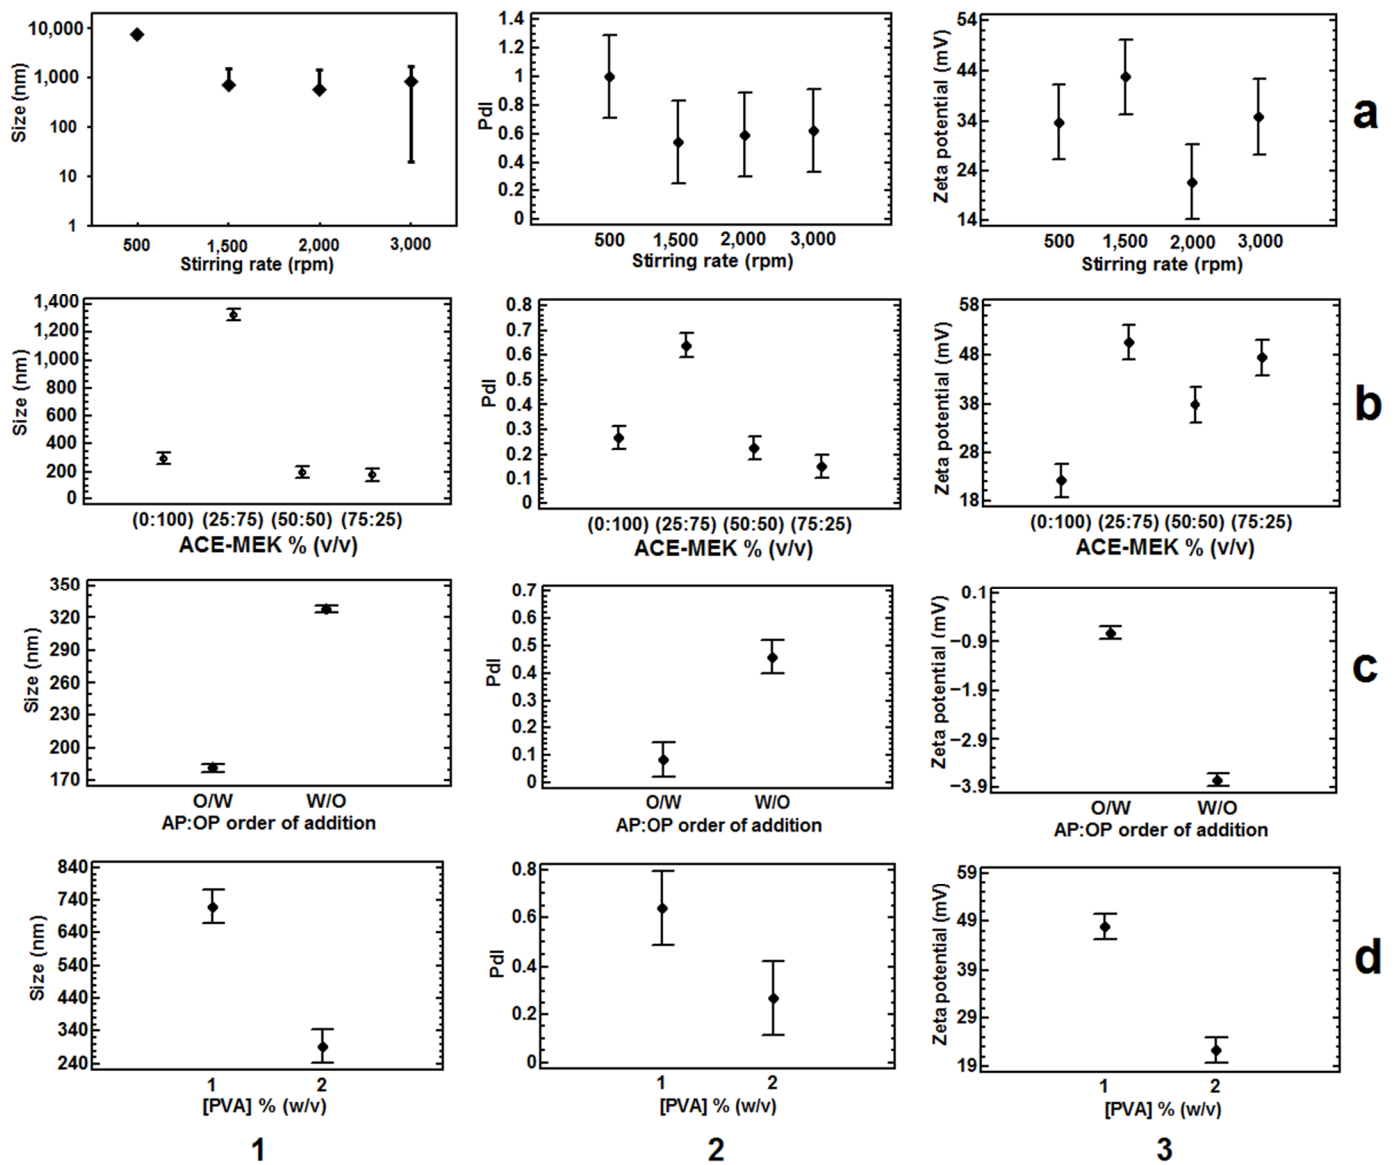 10,000
1,000
100
10
1
Size (nm)
500 1,500 2,000 3,000
Stirring rate (rpm)
1.4
1.2
1
0.8
0.6
0.4
0.2
0
PdI
500 1,500 2,000 3,000
Stirring rate (rpm)
54
44
34
24
14
Zeta potential (mV)
500 1,500 2,000 3,000
Stirring rate (rpm)
a
1,400
1,200
1,000
800
600
400
200
0
Size (nm)
(0:100) (25:75) (50:50) (75:25)
ACE-MEK % (v/v)
0.8
0.7
0.6
0.5
0.4
0.3
0.2
0.1
0
PdI
(0:100) (25:75) (50:50) (75:25)
ACE-MEK % (v/v)
58
48
38
28
18
Zeta potential (mV)
(0:100) (25:75) (50:50) (75:25)
ACE-MEK % (v/v)
b
350
320
290
260
230
200
170
Size (nm)
O/W W/O
AP:OP order of addition
0.7
0.6
0.5
0.4
0.3
0.2
0.1
0
PdI
O/W W/O
AP:OP order of addition
0.1
−0.9
−1.9
−2.9
−3.9
Zeta potential (mV)
O/W W/O
AP:OP order of addition
c
840
740
640
540
440
340
240
Size (nm)
1 2
[PVA] % (w/v)
0.8
0.6
0.4
0.2
0
PdI
1 2
[PVA] % (w/v)
59
49
39
29
19
Zeta potential (mV)
1 2
[PVA] % (w/v)
d
1 2 3